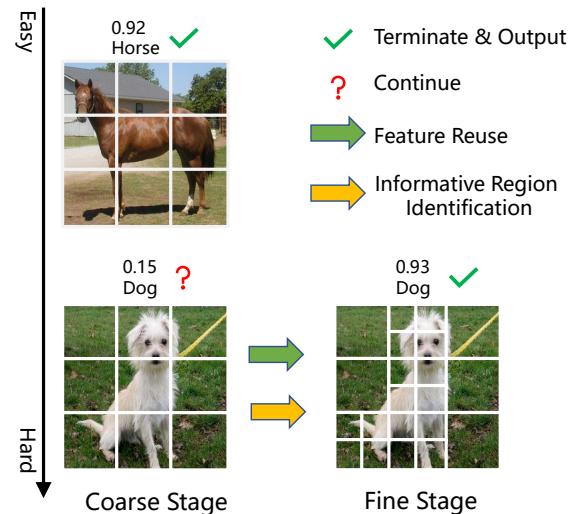 Easy
0.92
Horse
Terminate & Output
?
Continue
Feature Reuse
Informative Region
Identification
0.15
Dog
?
0.93
Dog
Hard
Coarse Stage
Fine Stage